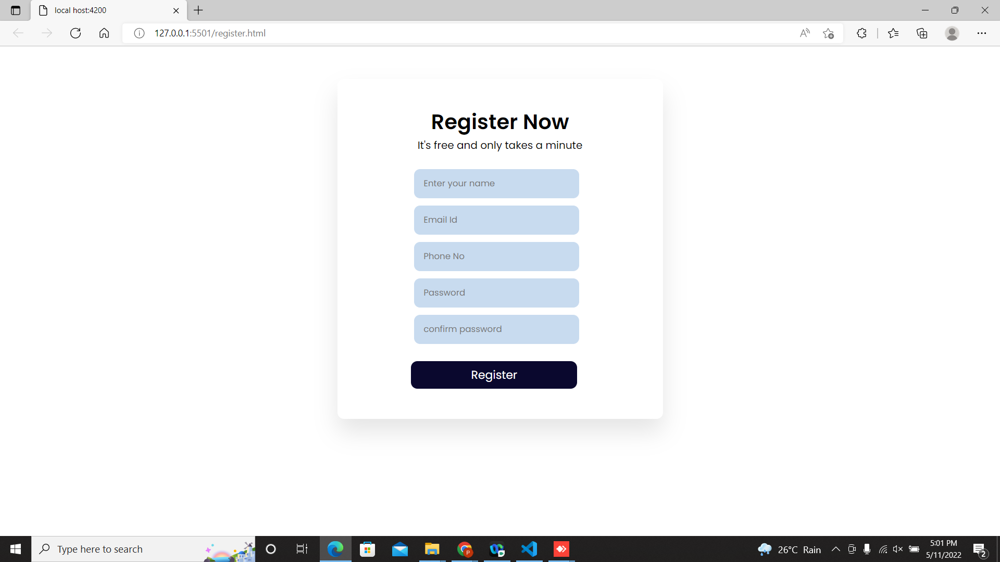 local host:4200
127.0.0.1:5501/register.html
Register Now
It's free and only takes a minute
Enter your name
Email Id
Phone No
Password
confirm password
Register
Type here to search
P
26°C Rain
5:01 PM
5/11/2022
2